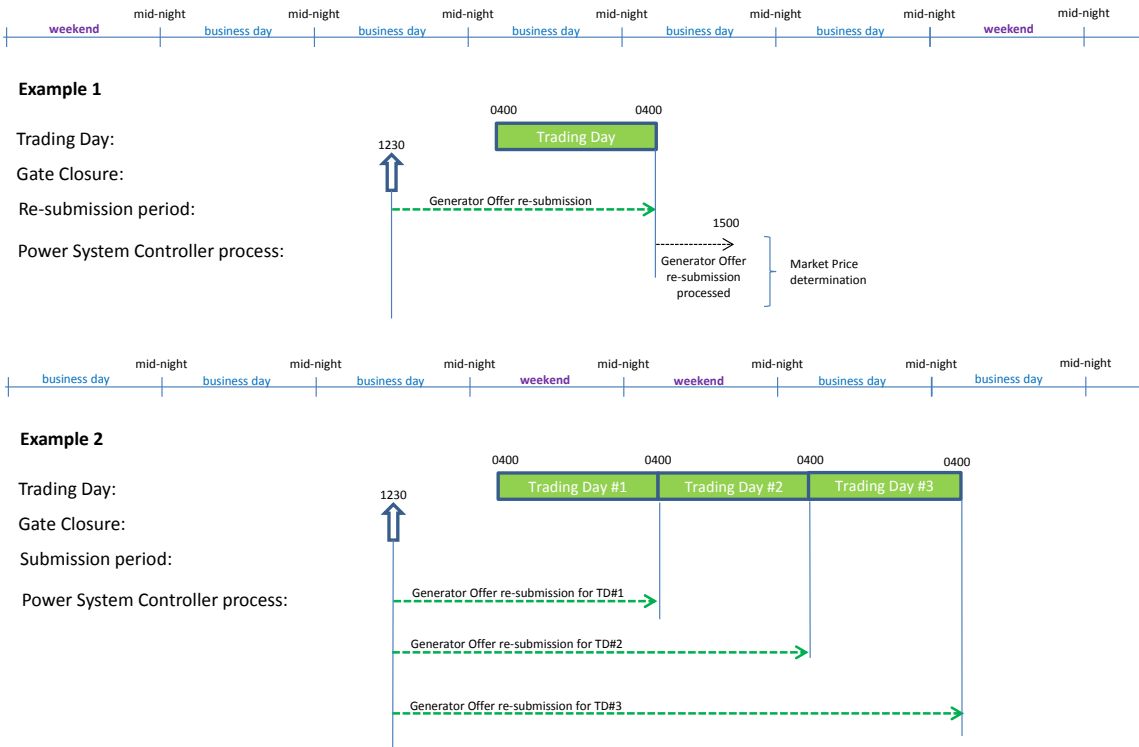 mid-night mid-night mid-night mid-night mid-night mid-night mid-night
weekend business day business day business day business day business day weekend
Example 1
0400 0400
Trading Day: Trading Day
1230
Gate Closure:
Re-submission period: Generator Offer re-submission
1500
Power System Controller process:
Generator Offer
re-submission
processed
Market Price
determination
mid-night mid-night mid-night mid-night mid-night mid-night mid-night
business day business day business day weekend weekend business day business day
Example 2
0400 0400 0400 0400
Trading Day: Trading Day #1 Trading Day #2 Trading Day #3
1230
Gate Closure:
Submission period:
Power System Controller process: Generator Offer re-submission for TD#1
Generator Offer re-submission for TD#2
Generator Offer re-submission for TD#3